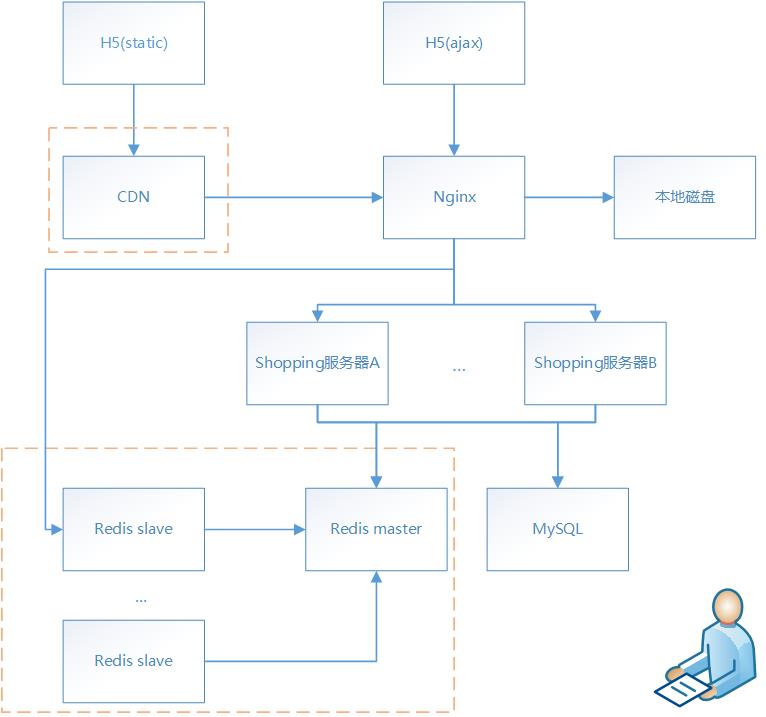 H5(static)
H5(ajax)
CDN
Nginx
本地磁盘
Shopping服务器A
...
Shopping服务器B
Redis slave
Redis master
MySQL
...
Redis slave